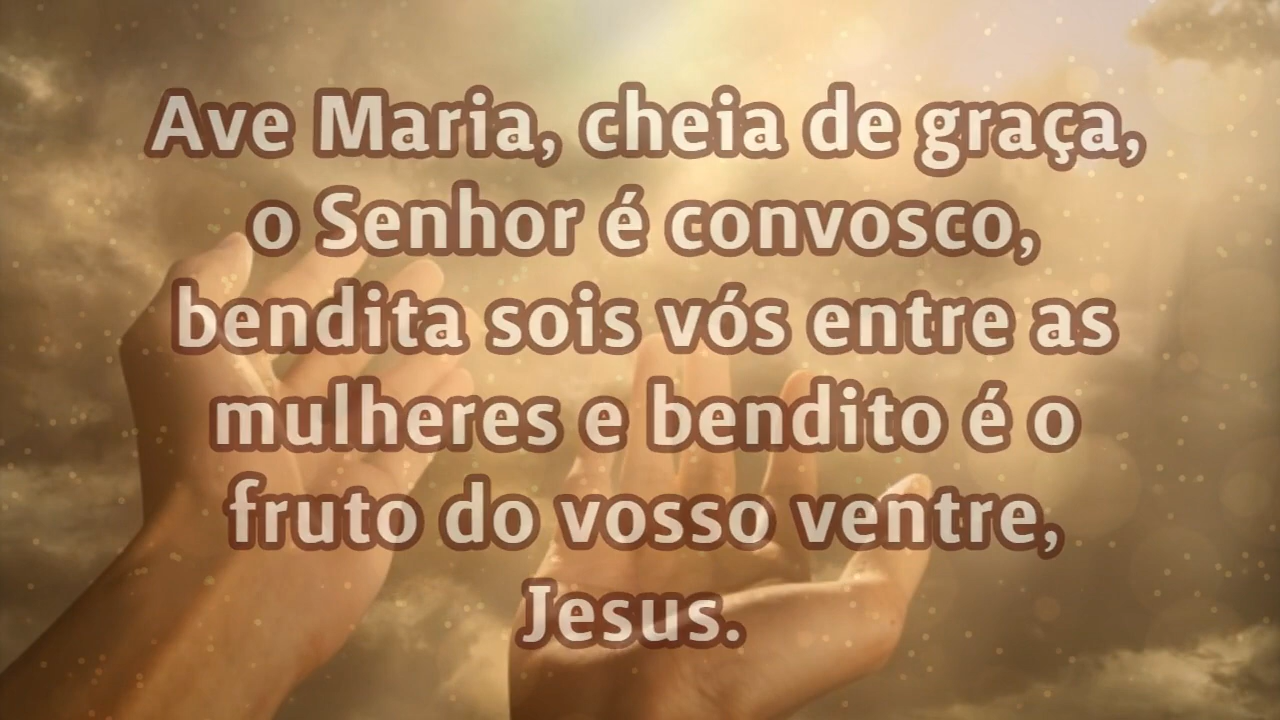 Ave Maria, cheia de graça,
o Senhor é convosco,
bendita sois vós entre as
mulheres e bendito é o
fruto do vosso ventre,
Jesus.